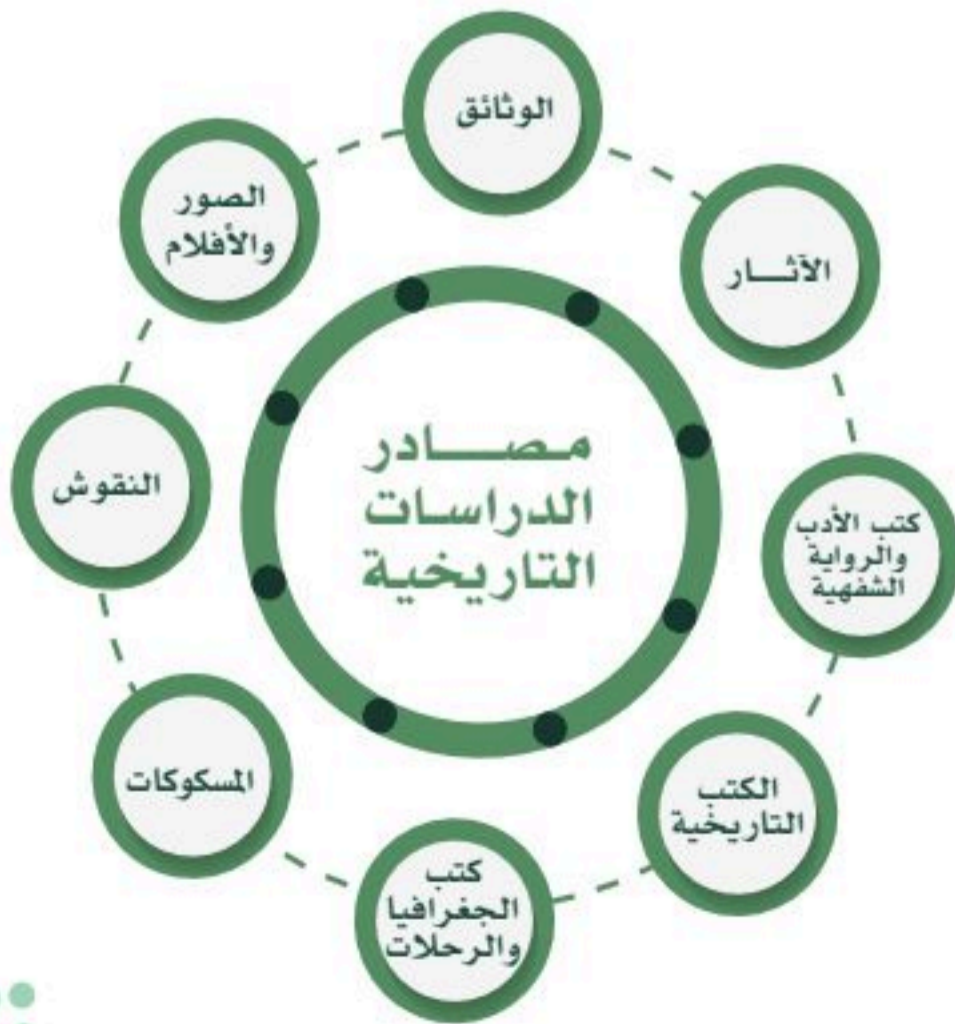 مصادر
الدراسات
التاريخية
الوثائق
الآثار
كتب الأدب
والرواية
الشفهية
الكتب
التاريخية
كتب
الجغرافيا
والرحلات
المسكوكات
النقوش
الصور
والأفلام